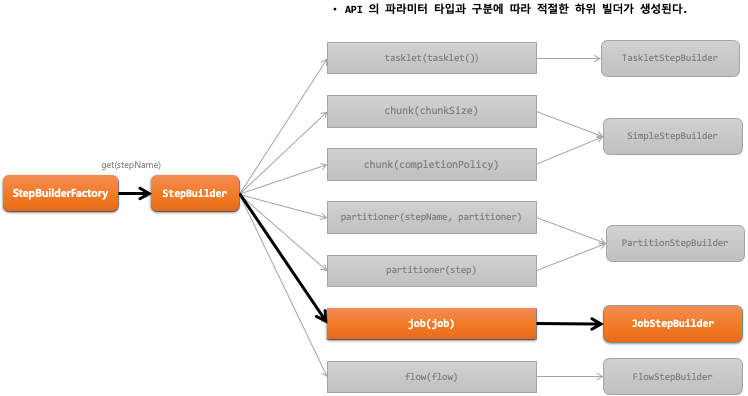 • API 의 파라미터 타입과 구분에 따라 적절한 하위 빌더가 생성된다.
tasklet(tasklet())
TaskletStepBuilder
chunk(chunkSize)
SimpleStepBuilder
chunk(completionPolicy)
get(stepName)
StepBuilderFactory
StepBuilder
partitioner(stepName, partitioner)
PartitionStepBuilder
partitioner(step)
job(job)
JobStepBuilder
flow(flow)
FlowStepBuilder